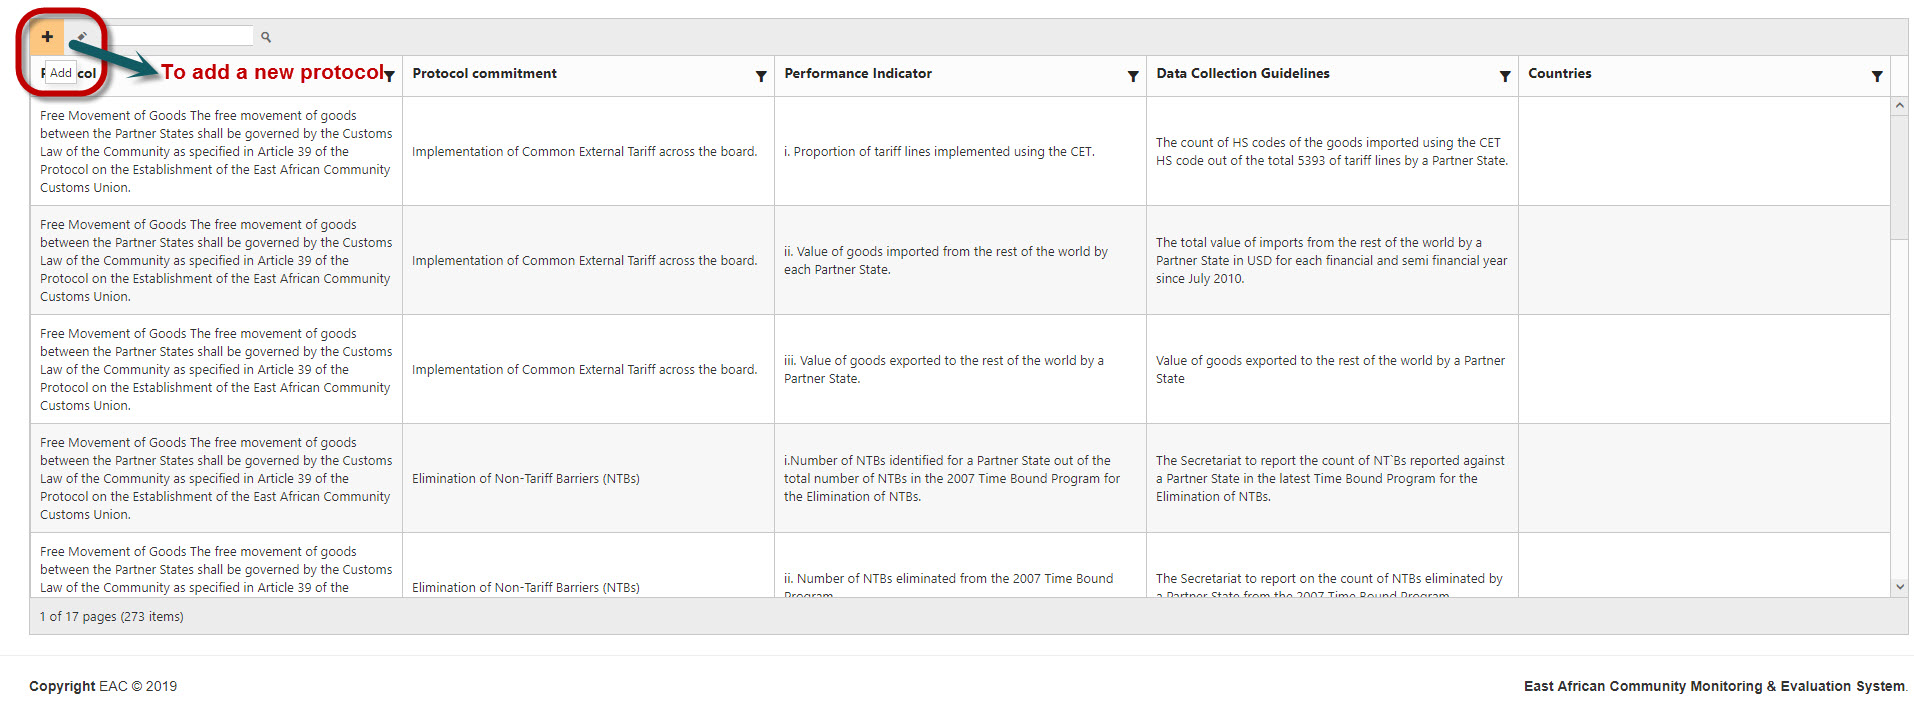 Add
To add a new protocol
Protocol commitment
Performance Indicator
Data Collection Guidelines
Countries
Free Movement of Goods The free movement of goods
between the Partner States shall be governed by the Customs
Law of the Community as specified in Article 39 of the
Protocol on the Establishment of the East African Community
Customs Union.
Implementation of Common External Tariff across the board.
i. Proportion of tariff lines implemented using the CET.
The count of HS codes of the goods imported using the CET
HS code out of the total 5393 of tariff lines by a Partner State.
Free Movement of Goods The free movement of goods
between the Partner States shall be governed by the Customs
Law of the Community as specified in Article 39 of the
Protocol on the Establishment of the East African Community
Customs Union.
Implementation of Common External Tariff across the board.
ii. Value of goods imported from the rest of the world by
each Partner State.
The total value of imports from the rest of the world by a
Partner State in USD for each financial and semi financial year
since July 2010.
Free Movement of Goods The free movement of goods
between the Partner States shall be governed by the Customs
Law of the Community as specified in Article 39 of the
Protocol on the Establishment of the East African Community
Customs Union.
Implementation of Common External Tariff across the board.
iii. Value of goods exported to the rest of the world by a
Partner State.
Value of goods exported to the rest of the world by a Partner
State
Free Movement of Goods The free movement of goods
between the Partner States shall be governed by the Customs
Law of the Community as specified in Article 39 of the
Protocol on the Establishment of the East African Community
Customs Union.
Elimination of Non-Tariff Barriers (NTBs)
i.Number of NTBs identified for a Partner State out of the
total number of NTBs in the 2007 Time Bound Program for
the Elimination of NTBs.
The Secretariat to report the count of NT`Bs reported against
a Partner State in the latest Time Bound Program for the
Elimination of NTBs.
Free Movement of Goods The free movement of goods
between the Partner States shall be governed by the Customs
Law of the Community as specified in Article 39 of the
Elimination of Non-Tariff Barriers (NTBs)
ii. Number of NTBs eliminated from the 2007 Time Bound
Program
The Secretariat to report on the count of NTBs eliminated by
a Partner State from the 2007 Time Bound Program
1 of 17 pages (273 items)
Copyright EAC © 2019
East African Community Monitoring & Evaluation System.